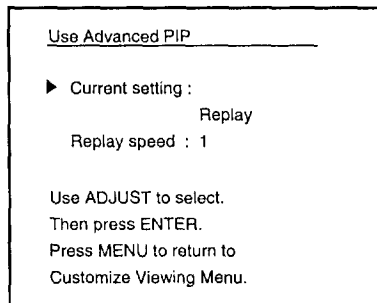 Use Advanced PIP
▶ Current setting :
Replay
Replay speed : 1
Use ADJUST to select.
Then press ENTER.
Press MENU to return to
Customize Viewing Menu.